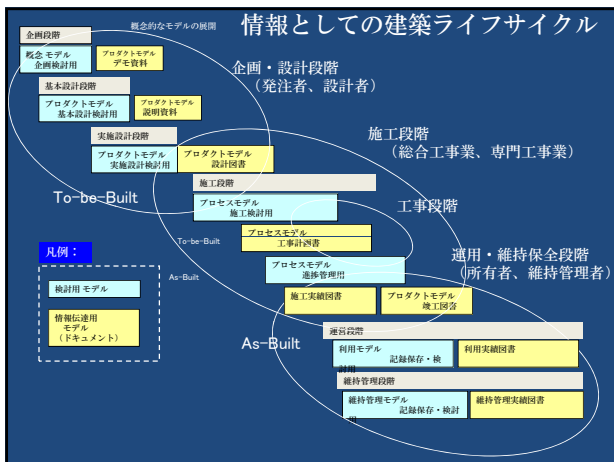 情報としての建築ライフサイクル
概念的なモデルの展開
企画段階
概念 モデル
企画検討用
プロダクトモデル
デモ資料
企画・設計段階
（発注者、設計者）
基本設計段階
プロダクトモデル
基本設計検討用
プロダクトモデル
説明資料
実施設計段階
プロダクトモデル
実施設計検討用
プロダクトモデル
設計図書
施工段階
（総合工事業、専門工事業）
To-be-Built
施工段階
プロセスモデル
施工検討用
工事段階
To-be-Built
プロセスモデル
工事計画書
運用・維持保全段階
（所有者、維持管理者）
As-Built
プロセスモデル
進捗管理用
施工実績図書
プロダクトモデル
竣工図書
凡例：
検討用 モデル
情報伝達用
モデル
（ドキュメント）
As-Built
運営段階
利用モデル
記録保存・検
討用
利用実績図書
維持管理段階
維持管理モデル
記録保存・検討
用
維持管理実績図書